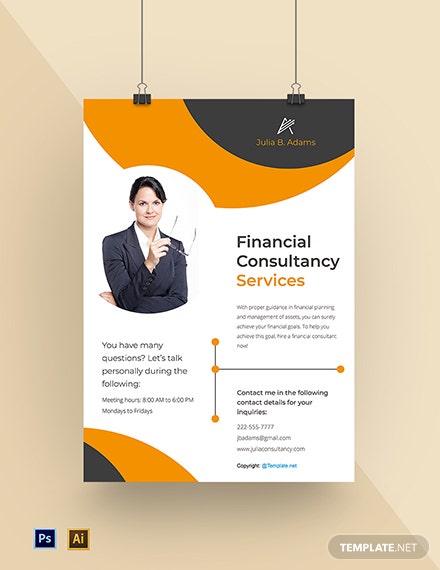 Julia B. Adams
Financial
Consultancy
Services
With proper guidance in financial planning
and management of assets, you can surely
achieve your financial goals. To help you
achieve this goal, hire a financial consultant
now!
You have many
questions? Let's talk
personally during the
following:
Meeting hours: 8:00 AM to 6:00 PM
Mondays to Fridays
Contact me in the following
contact details for your
inquiries:
222-555-7777
jbadams@gmail.com
www.juliaconsultancy.com
Copyright: @Template.net
Ps
Ai
TEMPLATE.NET